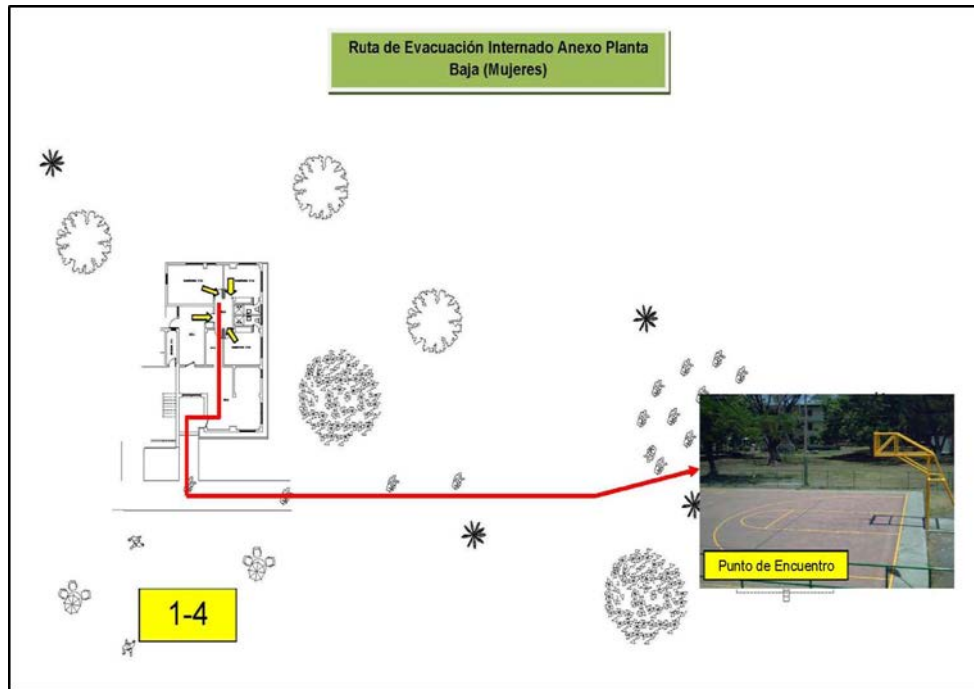 Ruta de Evacuación Internado Anexo Planta
Baja (Mujeres)
Punto de Encuentro
1-4